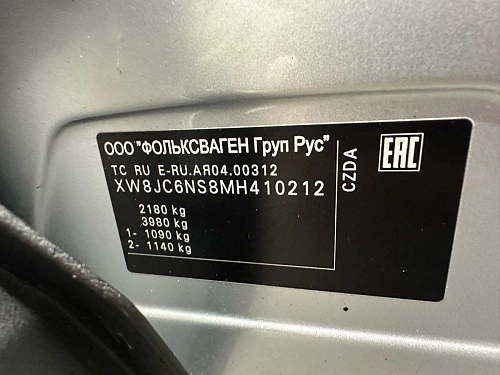 ООО "ФОЛЬКСВАГЕН Груп Рус"
ТС RU E-RU.АЯ04.00312
XW8JC6NS8MH410212
2180 kg
3980 kg
1- 1090 kg
2- 1140 kg
CZDA
EAC